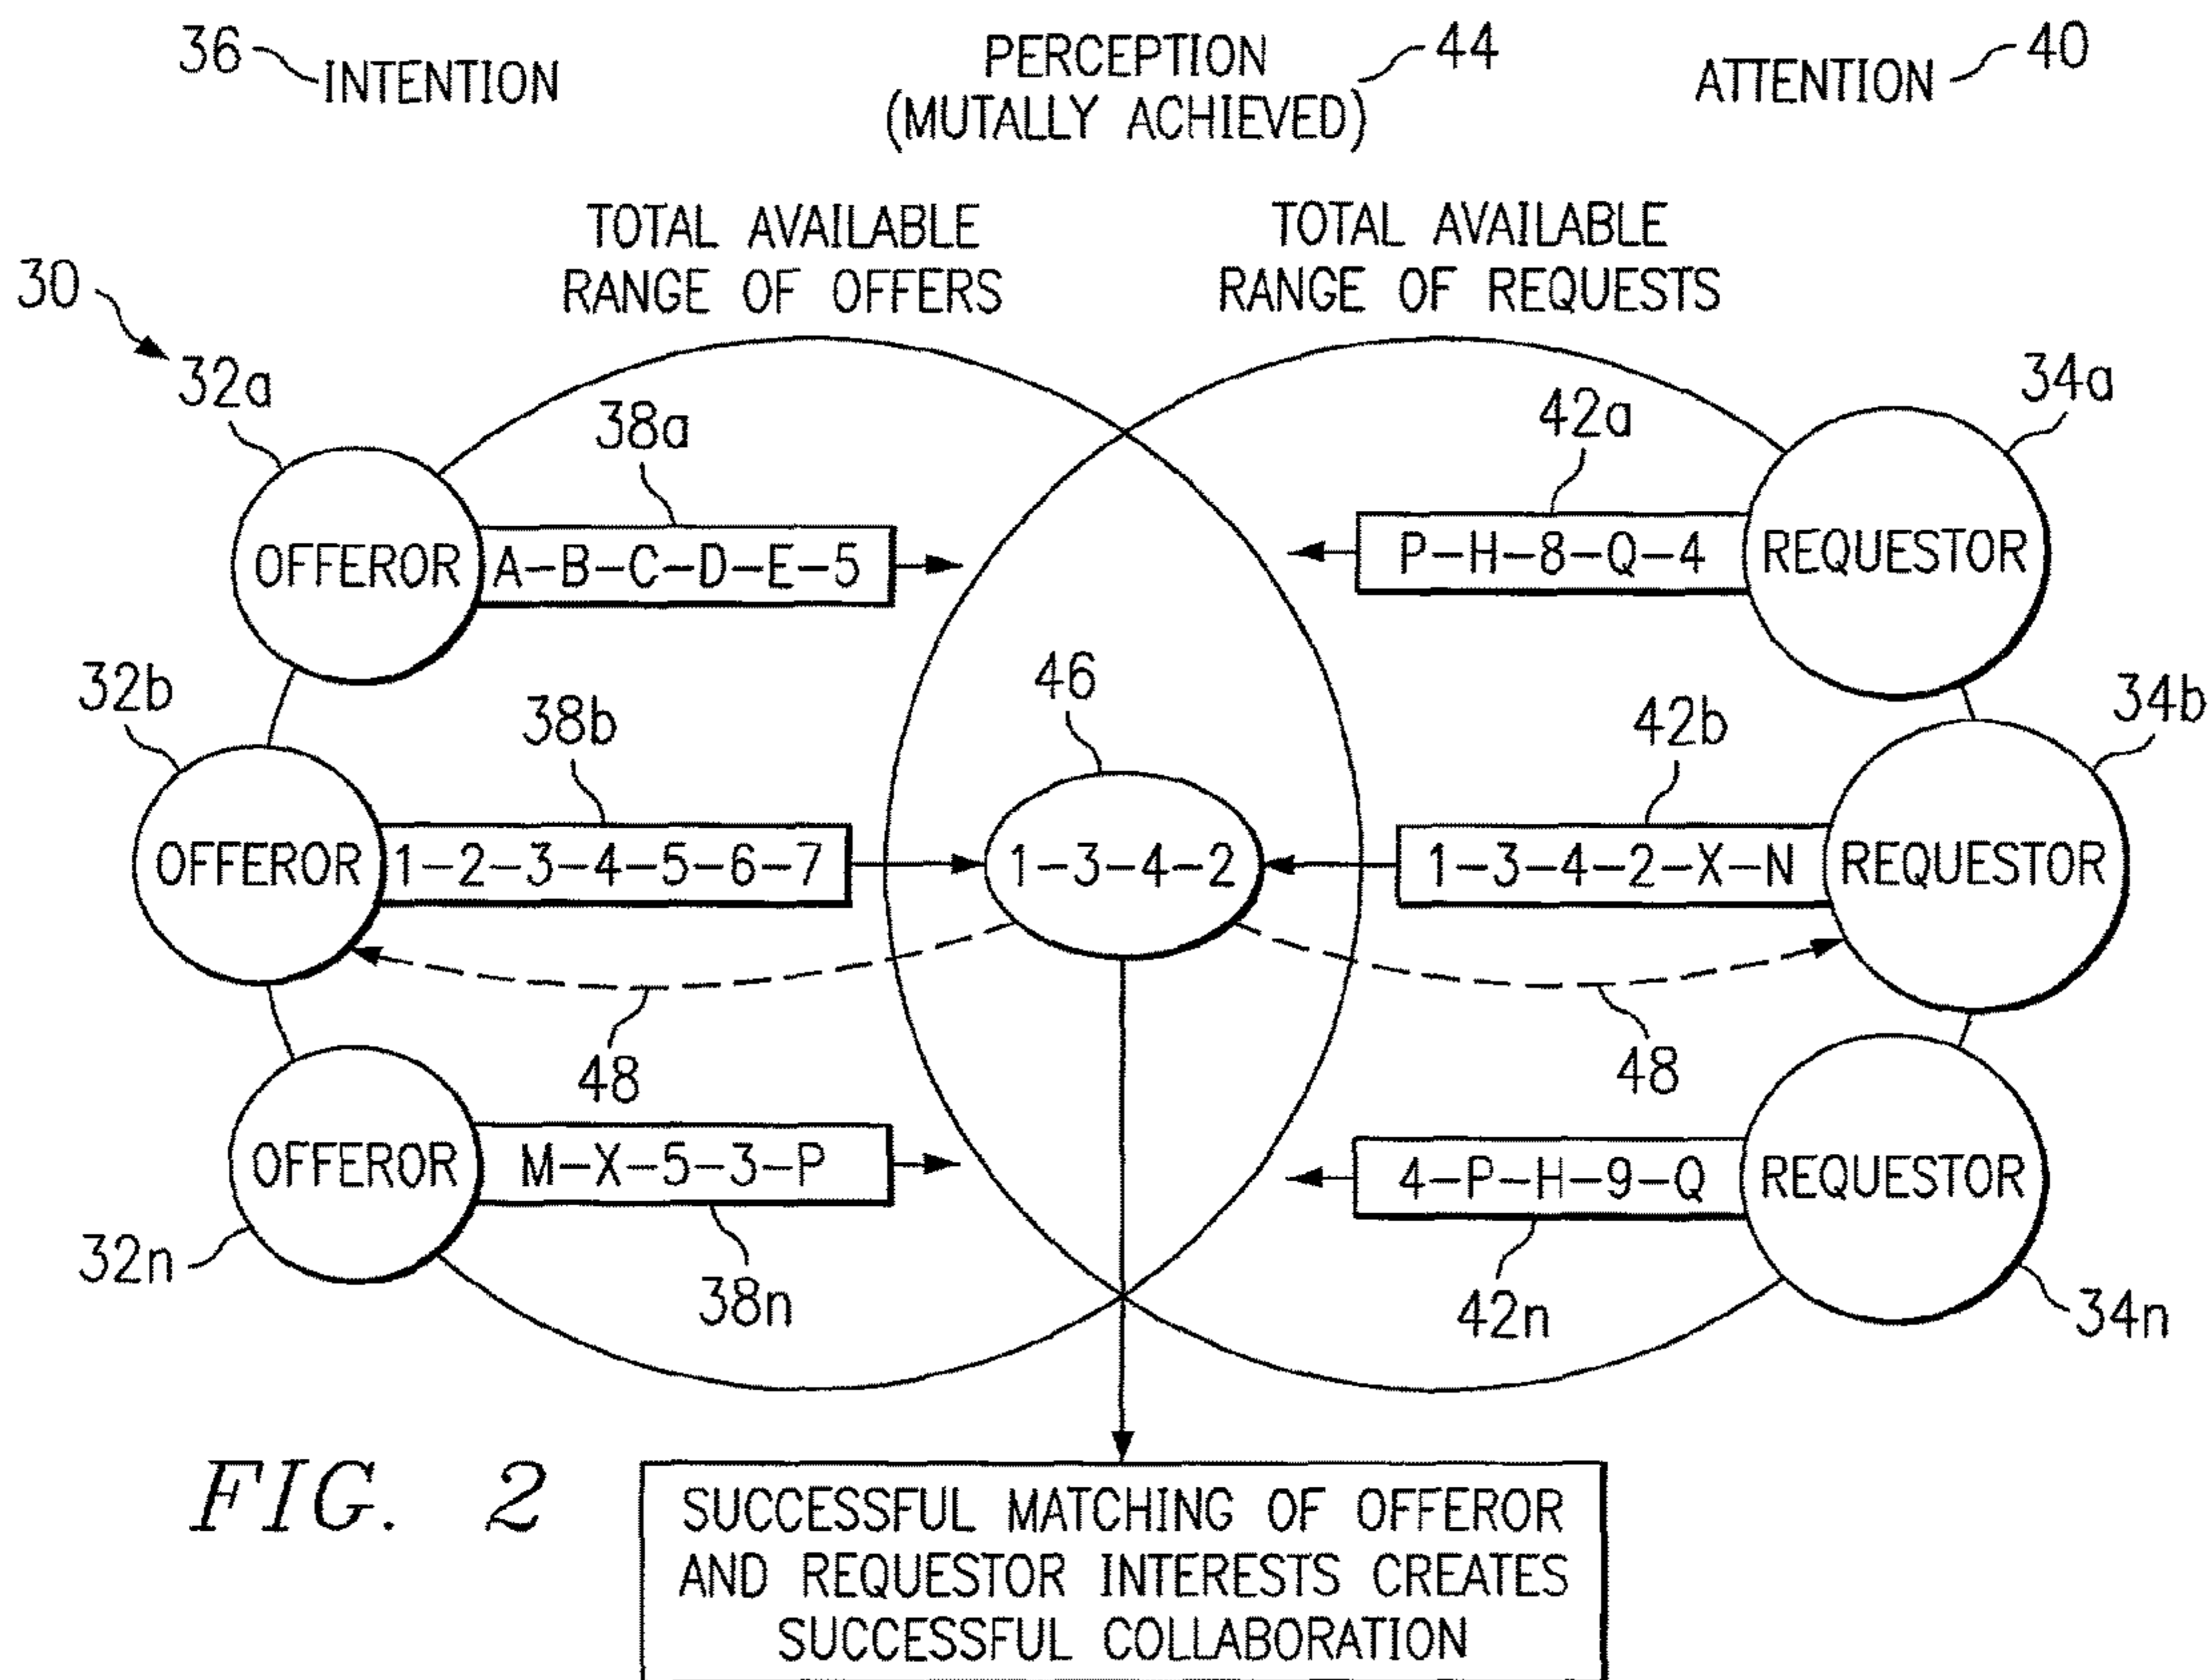 36 INTENTION
PERCEPTION 44
(MUTALLY ACHIEVED)
ATTENTION 40
TOTAL AVAILABLE
RANGE OF OFFERS
TOTAL AVAILABLE
RANGE OF REQUESTS
30
32a
38a
42a
34a
OFFEROR A-B-C-D-E-5
P-H-8-Q-4 REQUESTOR
32b
38b
46
42b
34b
OFFEROR 1-2-3-4-5-6-7
1-3-4-2
1-3-4-2-X-N REQUESTOR
48
48
OFFEROR M-X-5-3-P
4-P-H-9-Q REQUESTOR
32n
38n
42n
34n
FIG. 2
SUCCESSFUL MATCHING OF OFFEROR
AND REQUESTOR INTERESTS CREATES
SUCCESSFUL COLLABORATION